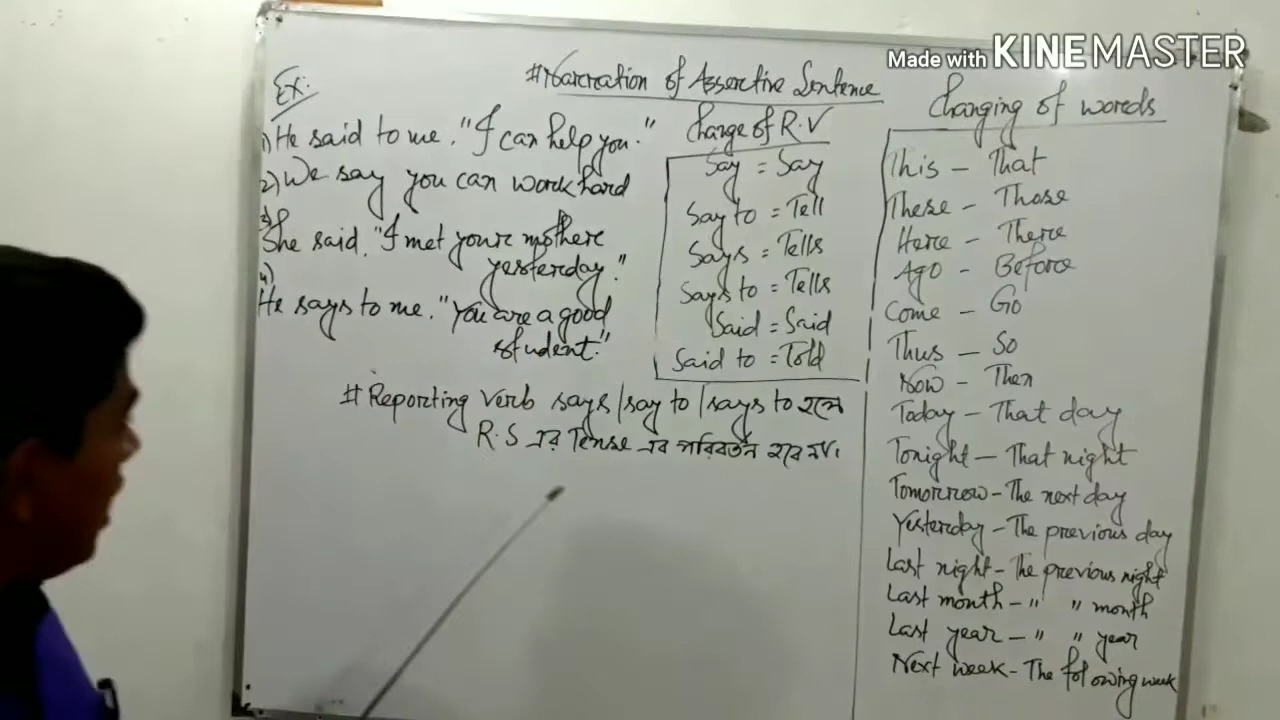 Made with KINEMASTER
#Narration of Assertive Sentence
Ex:
1) He said to me. "I can help you."
2) We say you can work hard
3) She said. "I met your mother here
yesterday."
4)
He says to me. "You are a good
student."
Change of R.V
Say = Say
Say to = Tell
Says = Tells
Says to = Tells
Said = Said
Said to = Told
# Reporting Verb says/say to/says to হলে
R.S এর Tense এর পরিবর্তন হবে না।
Changing of words
This - That
These - Those
Here - There
Ago - Before
Come - Go
Thus - So
Now - Then
Today - That day
Tonight - That night
Tomorrow - The next day
Yesterday - The previous day
Last night - The previous night
Last month - " " month
Last year - " " year
Next week - The following week